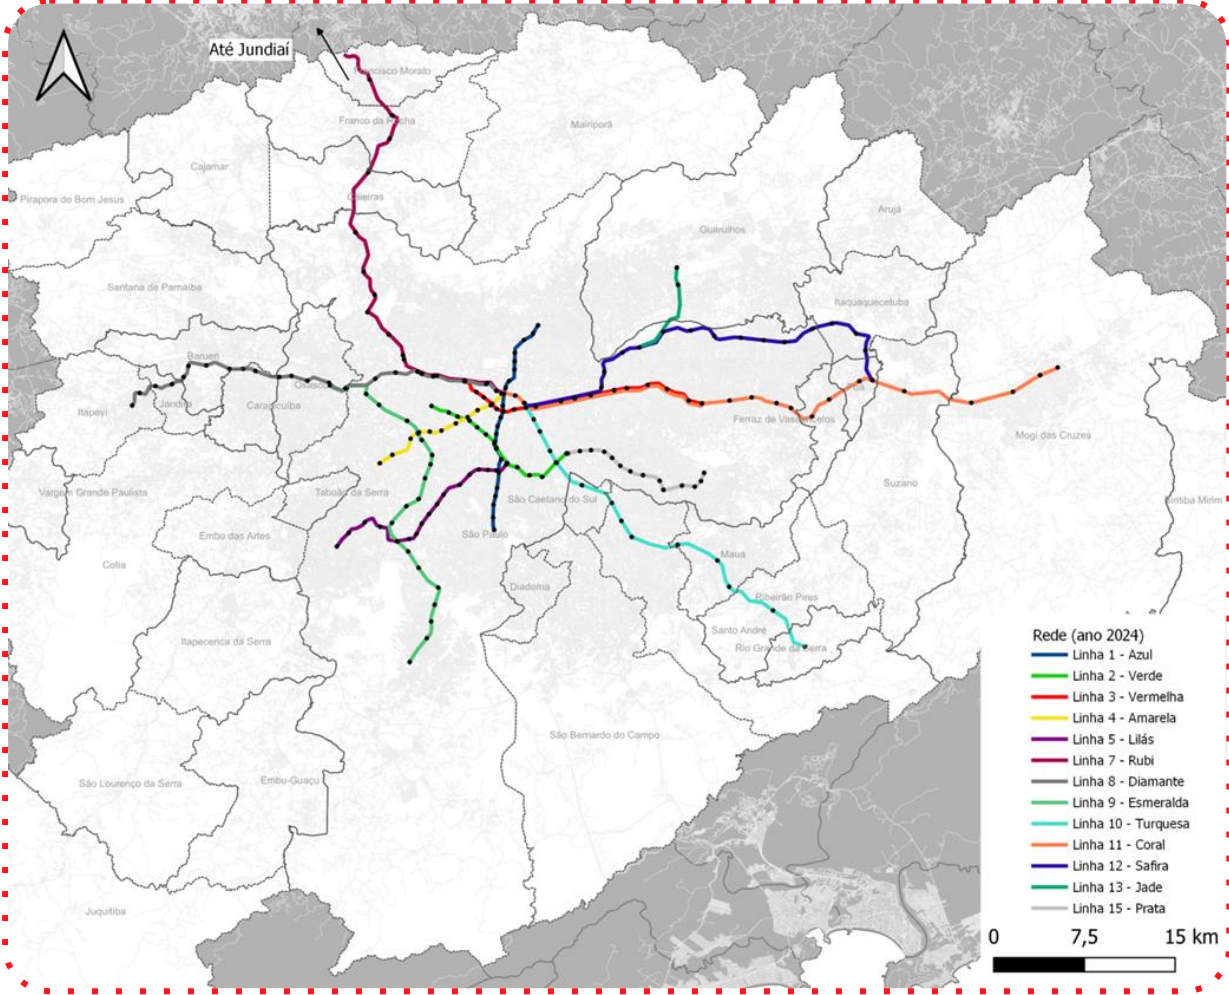 Até Jundiaí
Francisco Morato
Franco da Rocha
Mairiporã
Cajamar
Pirapora do Bom Jesus
Caieiras
Arujá
Guarulhos
Santana de Parnaíba
Itaquaquecetuba
Barueri
Osasco
Jandira
Carapicuíba
Itapevi
Ferraz de Vasconcelos
Mogi das Cruzes
Suzano
Vargem Grande Paulista
Taboão da Serra
São Caetano do Sul
Biritiba Mirim
Embu das Artes
São Paulo
Cotia
Mauá
Diadema
Ribeirão Pires
Itapecerica da Serra
Santo André
Rio Grande da Serra
São Bernardo do Campo
São Lourenço da Serra
Embu-Guaçu
Juquitiba
Rede (ano 2024)
Linha 1 - Azul
Linha 2 - Verde
Linha 3 - Vermelha
Linha 4 - Amarela
Linha 5 - Lilás
Linha 7 - Rubi
Linha 8 - Diamante
Linha 9 - Esmeralda
Linha 10 - Turquesa
Linha 11 - Coral
Linha 12 - Safira
Linha 13 - Jade
Linha 15 - Prata
0 7,5 15 km